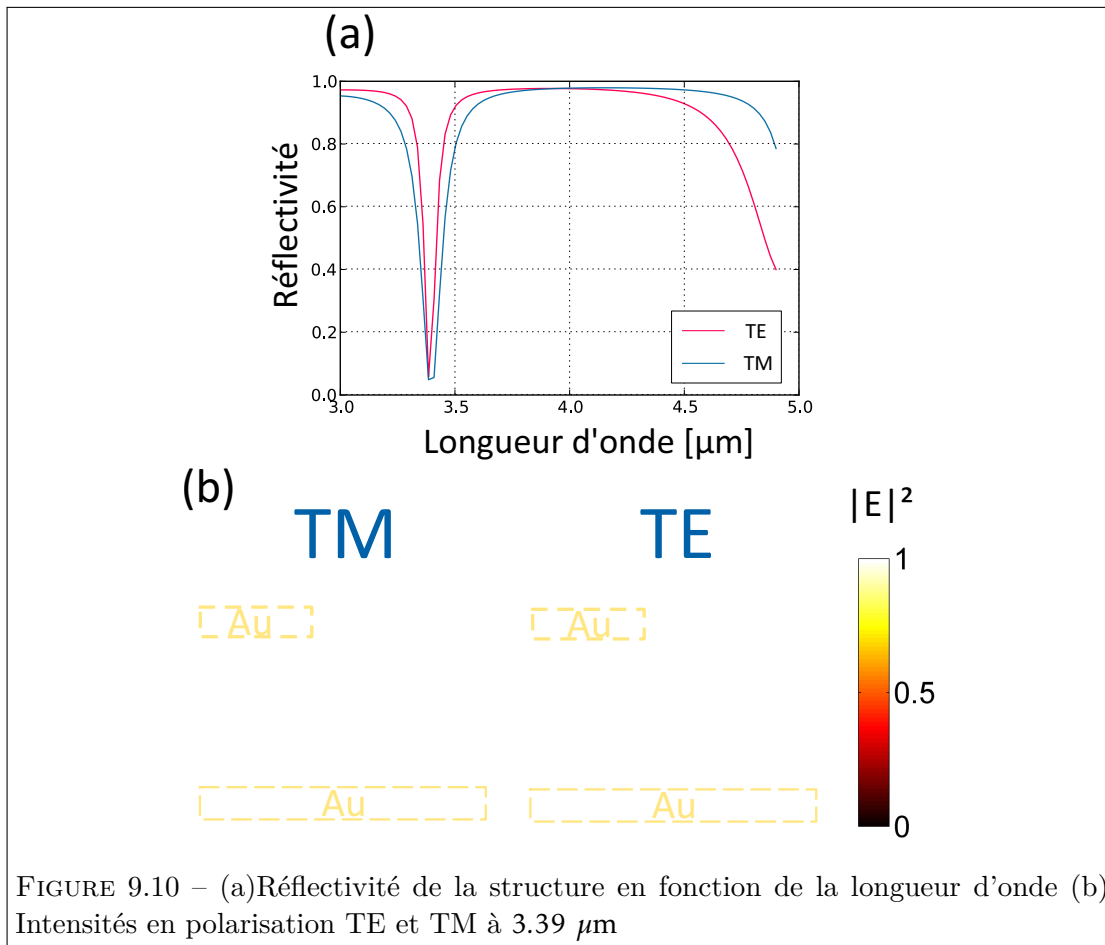 (a)
1.0
0.8
0.6
0.4
0.2
0.0
Réflectivité
TE
TM
3.0 3.5 4.0 4.5 5.0
Longueur d'onde [µm]
(b)
TM TE
|E|²
1
0.5
0
Au Au
Au Au
FIGURE 9.10 – (a)Réflectivité de la structure en fonction de la longueur d'onde (b)
Intensités en polarisation TE et TM à 3.39 µm